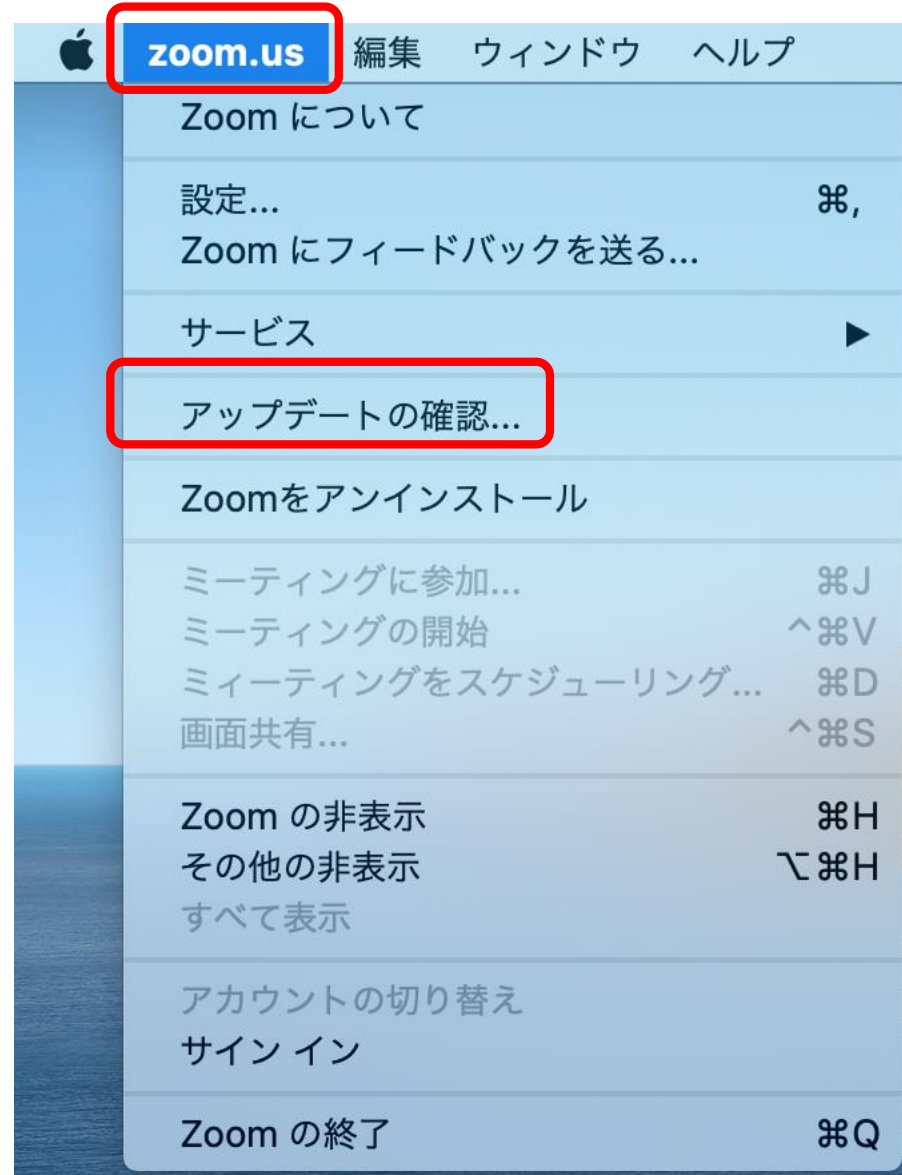 zoom.us 編集 ウィンドウ ヘルプ
Zoom について
設定... ⌘,
Zoom にフィードバックを送る...
サービス ▶
アップデートの確認...
Zoomをアンインストール
ミーティングに参加... ⌘J
ミーティングの開始 ^⌘V
ミィーティングをスケジューリング... ⌘D
画面共有... ^⌘S
Zoom の非表示 ⌘H
その他の非表示 ⌥⌘H
すべて表示
アカウントの切り替え
サイン イン
Zoom の終了 ⌘Q